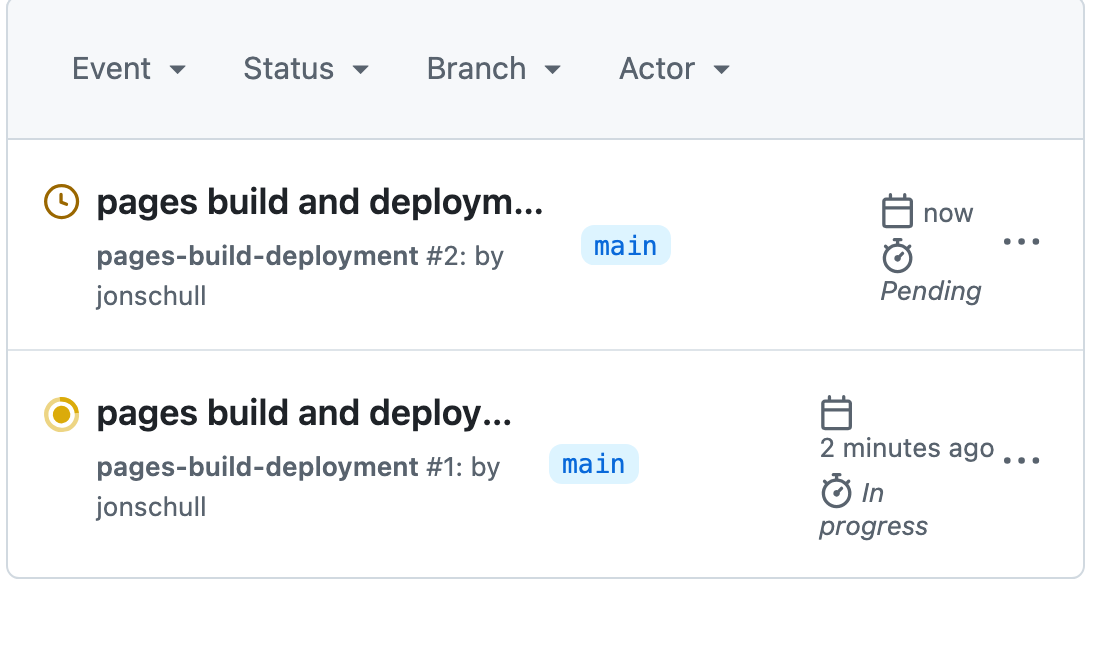 Event Status Branch Actor
pages build and deploym...
pages-build-deployment #2: by
jonschull
main
now
Pending
pages build and deploy...
pages-build-deployment #1: by
jonschull
main
2 minutes ago
In
progress